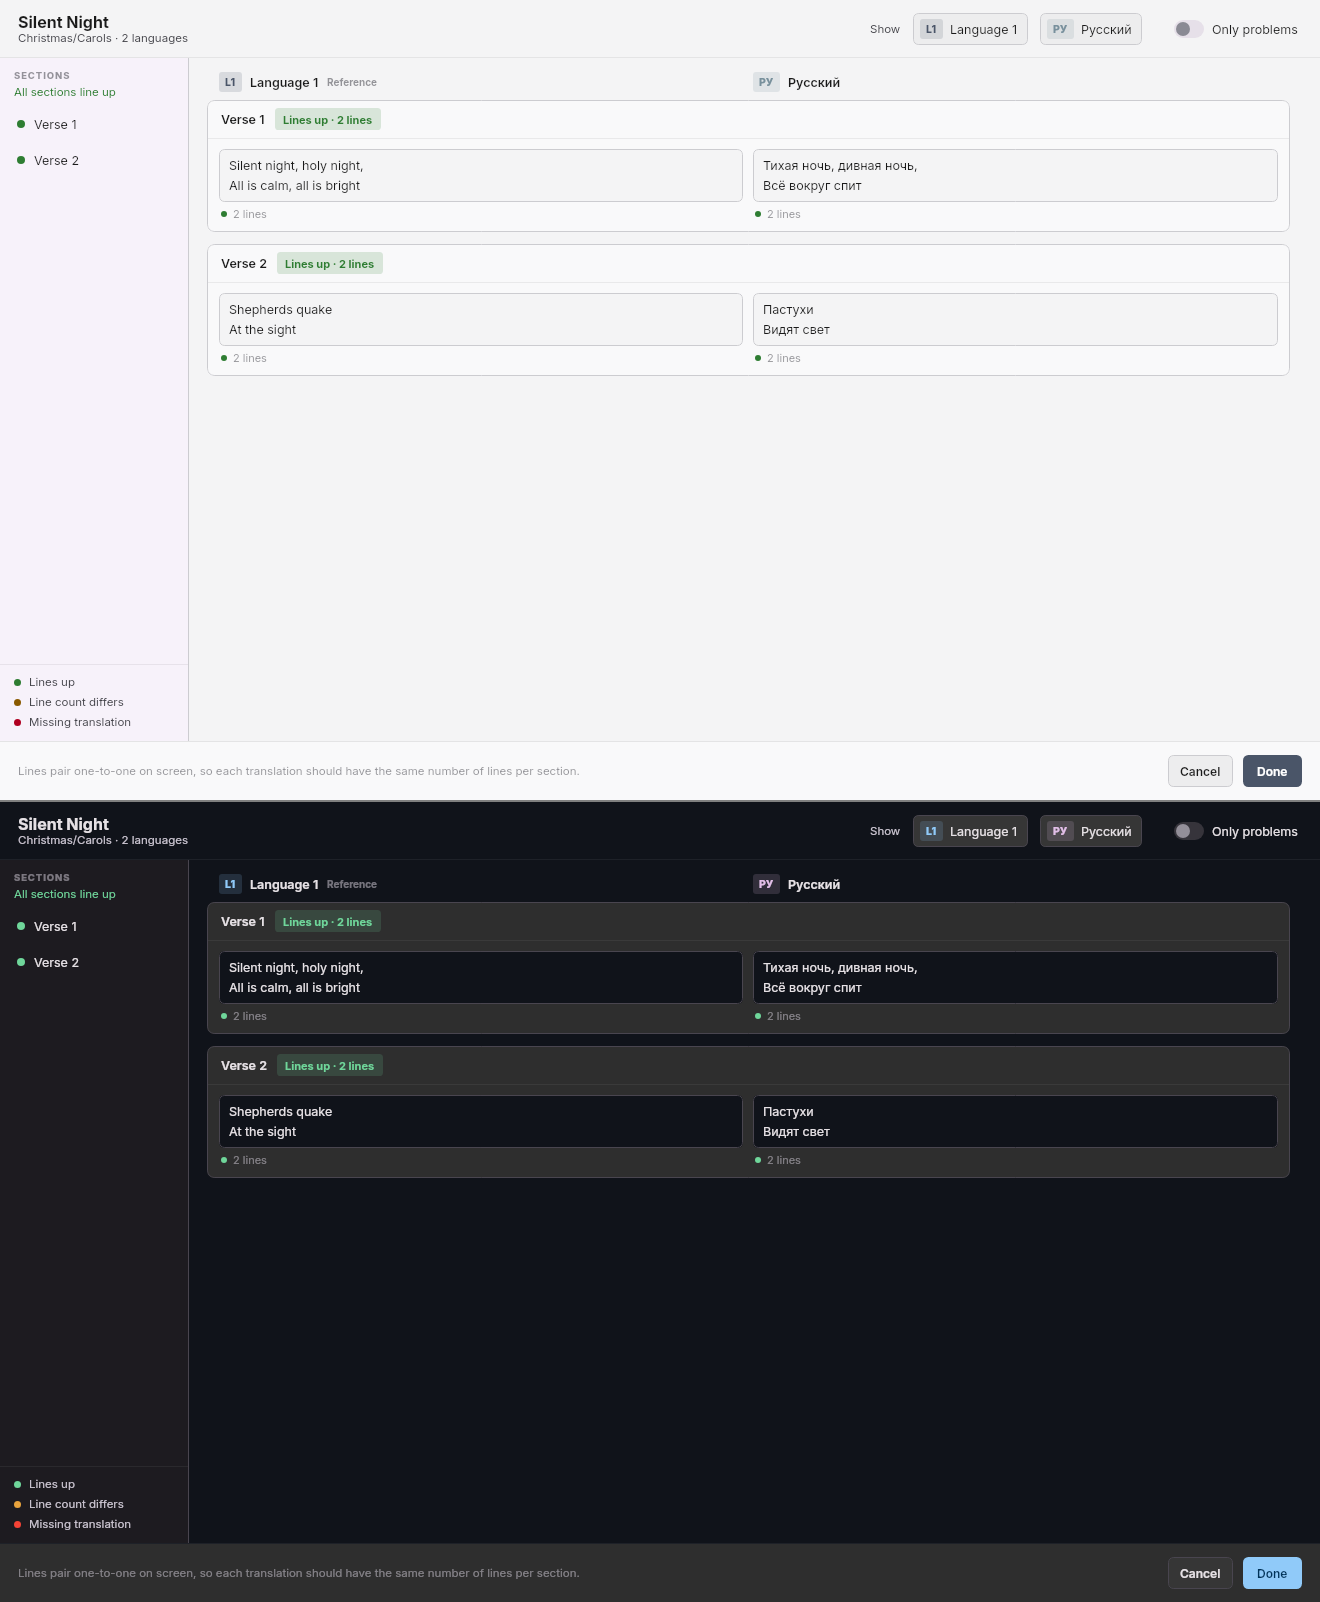 Silent Night
Christmas/Carols · 2 languages
Show
L1 Language 1
РУ Русский
Only problems
SECTIONS
All sections line up
Verse 1
Verse 2
L1 Language 1 Reference
РУ Русский
Verse 1 Lines up · 2 lines
Silent night, holy night,
All is calm, all is bright
2 lines
Тихая ночь, дивная ночь,
Всё вокруг спит
2 lines
Verse 2 Lines up · 2 lines
Shepherds quake
At the sight
2 lines
Пастухи
Видят свет
2 lines
Lines up
Line count differs
Missing translation
Lines pair one-to-one on screen, so each translation should have the same number of lines per section.
Cancel
Done
Silent Night
Christmas/Carols · 2 languages
Show
L1 Language 1
РУ Русский
Only problems
SECTIONS
All sections line up
Verse 1
Verse 2
L1 Language 1 Reference
РУ Русский
Verse 1 Lines up · 2 lines
Silent night, holy night,
All is calm, all is bright
2 lines
Тихая ночь, дивная ночь,
Всё вокруг спит
2 lines
Verse 2 Lines up · 2 lines
Shepherds quake
At the sight
2 lines
Пастухи
Видят свет
2 lines
Lines up
Line count differs
Missing translation
Lines pair one-to-one on screen, so each translation should have the same number of lines per section.
Cancel
Done